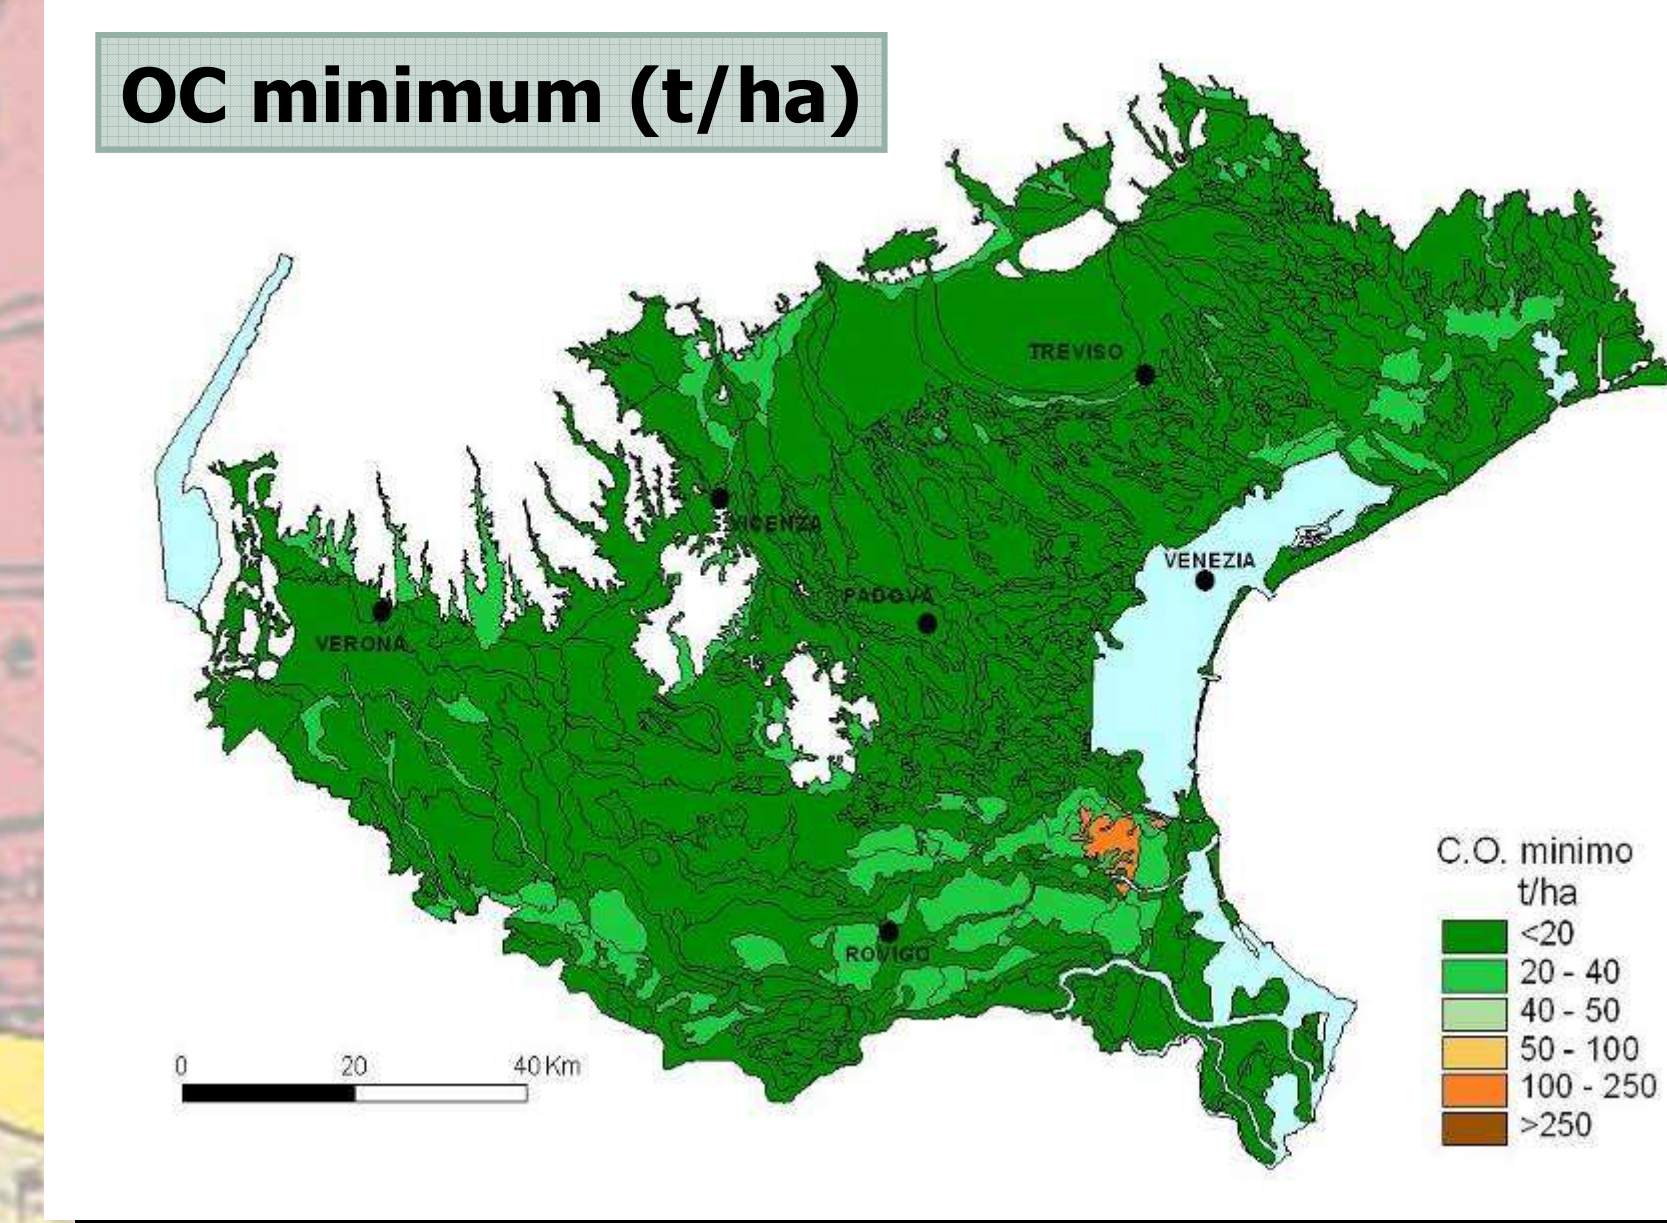 OC minimum (t/ha)
TREVISO
VICENZA
VENEZIA
PADOVA
VERONA
ROVIGO
C.O. minimo
t/ha
<20
20 - 40
40 - 50
50 - 100
100 - 250
>250
0 20 40 Km